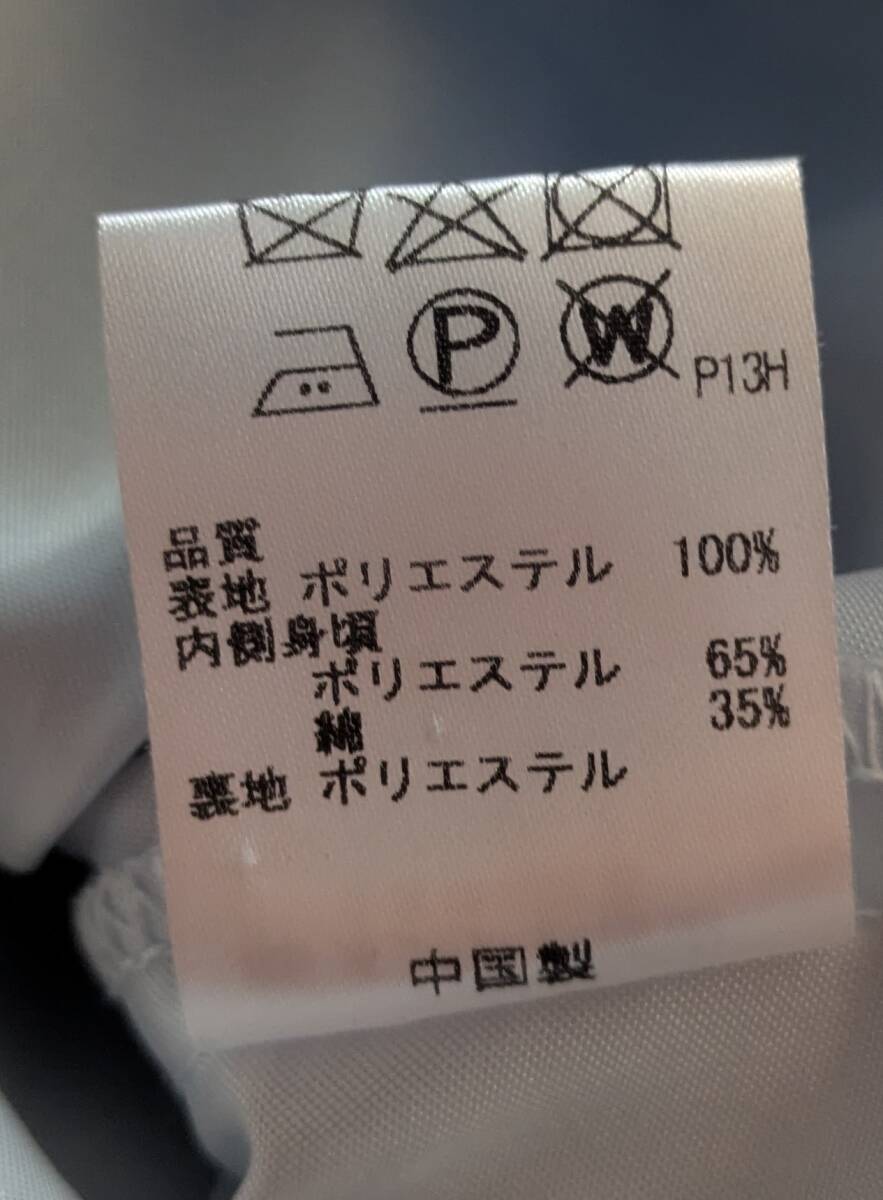 P
W
P13H
品質
表地 ポリエステル 100%
内側身頃
ポリエステル 65%
綿 35%
裏地 ポリエステル
中国製